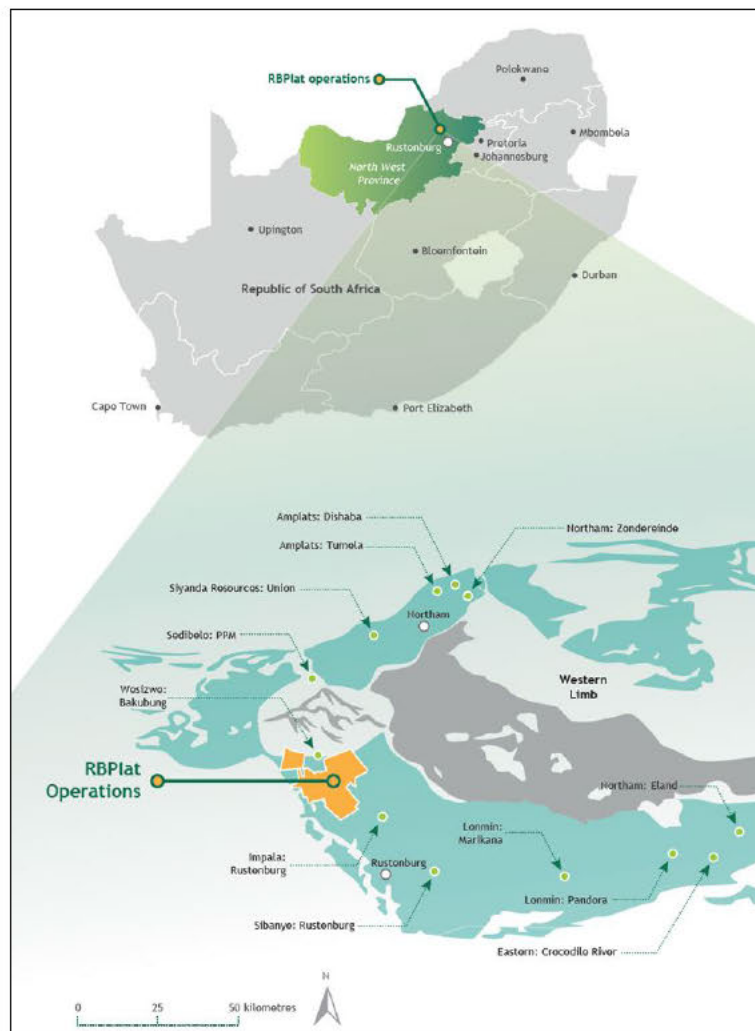 RBPlat operations
Polokwane
Mbombela
Pretoria
Rustenburg
Johannesburg
North West
Province
Upington
Bloemfontein
Republic of South Africa
Durban
Cape Town
Port Elizabeth
Amplats: Dishaba
Northam: Zondereinde
Amplats: Tumela
Siyanda Resources: Union
Northam
Sedibelo: PPM
Western
Limb
Wesizwe:
Bakubung
RBPlat
Operations
Northam: Eland
Lonmin:
Marikana
Impala:
Rustenburg
Rustenburg
Lonmin: Pandora
Sibanye: Rustenburg
Eastern: Crocodile River
N
0 25 50 kilometres